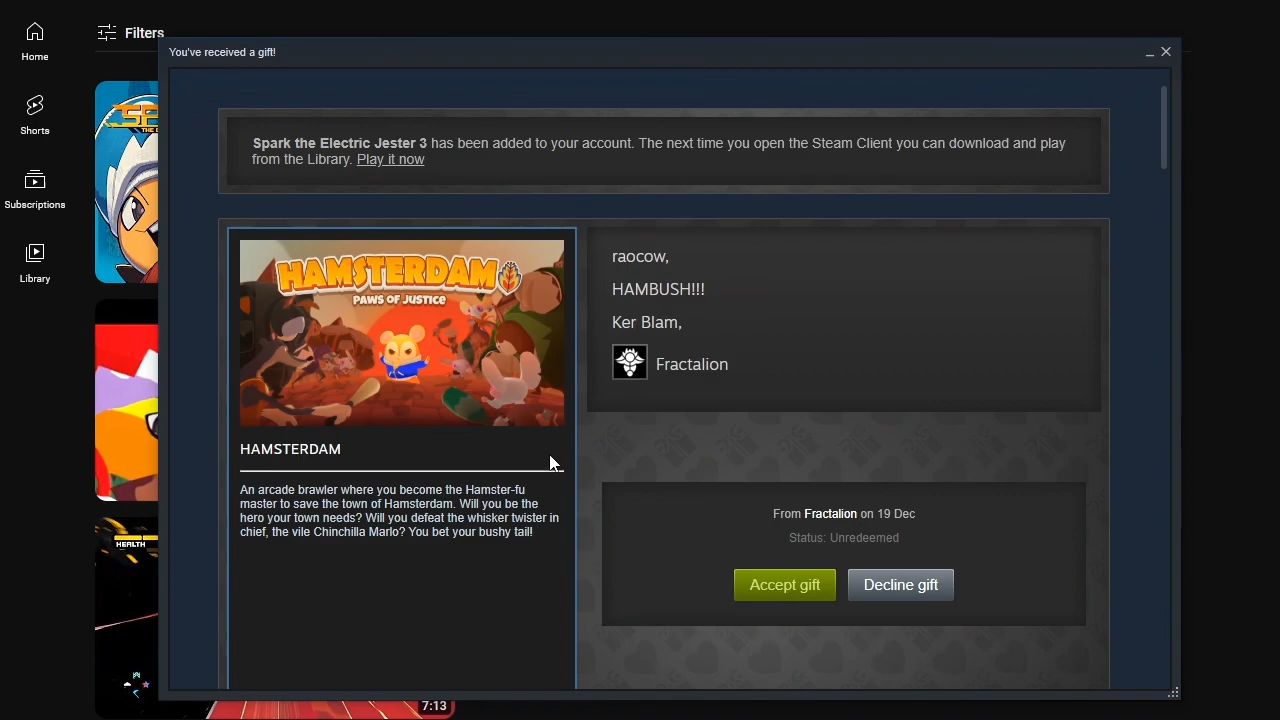 Home
Shorts
Subscriptions
Library
Filters
You've received a gift!
Spark the Electric Jester 3 has been added to your account. The next time you open the Steam Client you can download and play
from the Library. Play it now
HAMSTERDAM
PAWS OF JUSTICE
HAMSTERDAM
An arcade brawler where you become the Hamster-fu
master to save the town of Hamsterdam. Will you be the
hero your town needs? Will you defeat the whisker twister in
chief, the vile Chinchilla Marlo? You bet your bushy tail!
raocow,
HAMBUSH!!!
Ker Blam,
Fractalion
From Fractalion on 19 Dec
Status: Unredeemed
Accept gift
Decline gift
HEALTH
7:13